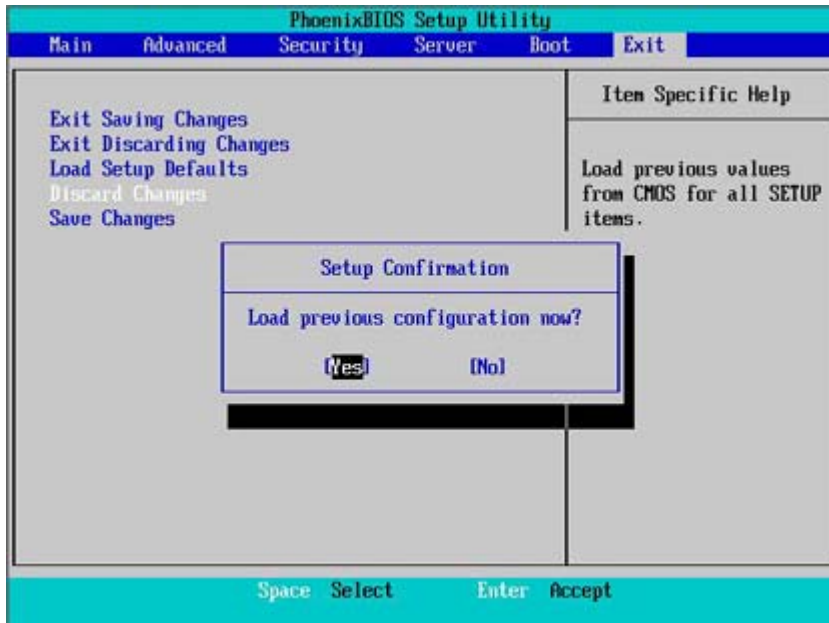 PhoenixBIOS Setup Utility
Main Advanced Security Server Boot Exit
Item Specific Help
Exit Saving Changes
Exit Discarding Changes
Load Setup Defaults
Discard Changes
Save Changes
Load previous values
from CMOS for all SETUP
items.
Setup Confirmation
Load previous configuration now?
[Yes] [No]
Space Select Enter Accept